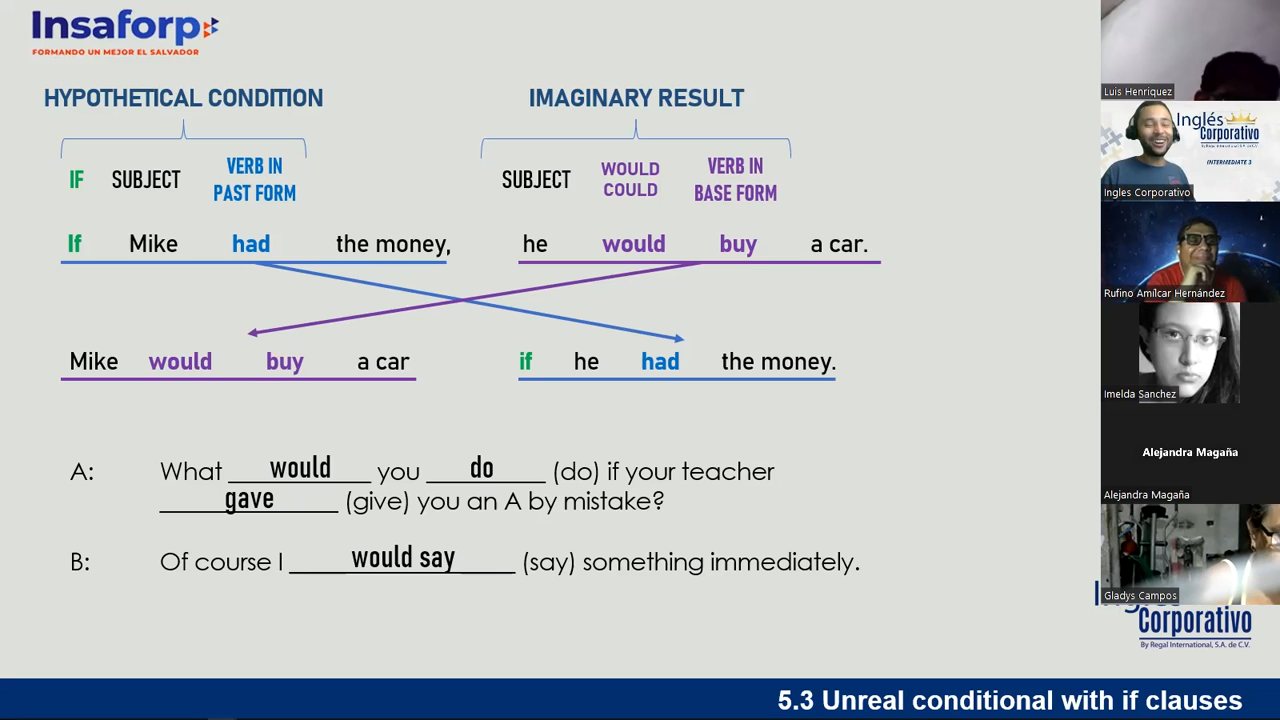 Insaforp
FORMANDO UN MEJOR EL SALVADOR
HYPOTHETICAL CONDITION
IMAGINARY RESULT
IF SUBJECT VERB IN PAST FORM
SUBJECT WOULD COULD VERB IN BASE FORM
If Mike had the money, he would buy a car.
Mike would buy a car if he had the money.
A: What would you do (do) if your teacher
gave (give) you an A by mistake?
B: Of course I would say (say) something immediately.
5.3 Unreal conditional with if clauses
Luis Henríquez
Inglés
Corporativo
INTERMEDIATE 3
Ingles Corporativo
Rufino Amílcar Hernández
Imelda Sanchez
Alejandra Magaña
Alejandra Magaña
Gladys Campos
Corporativo
By Regal International, S.A. de C.V.